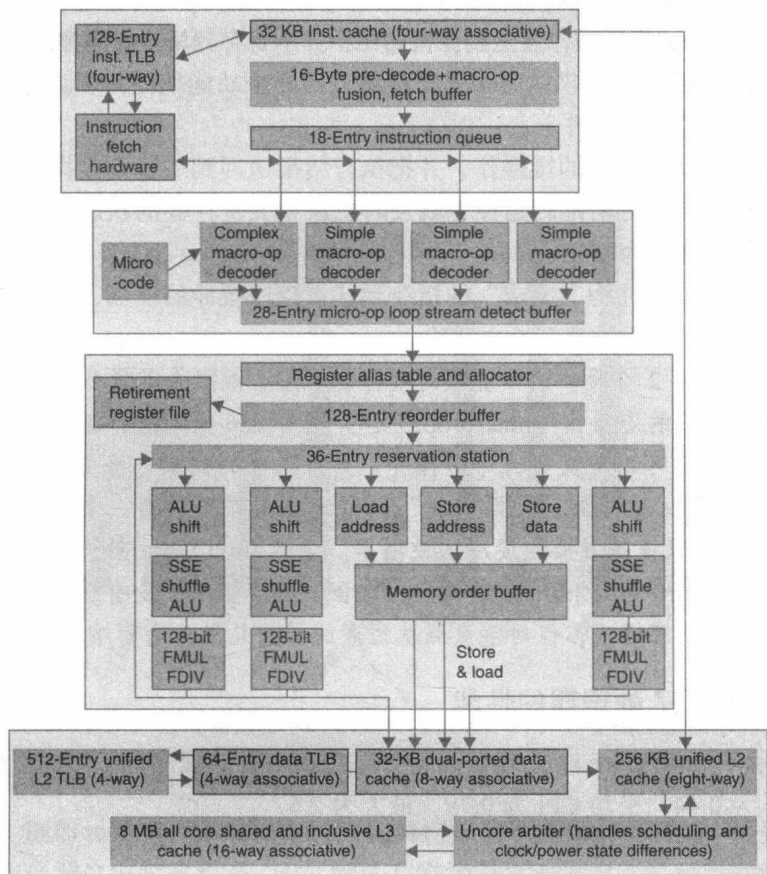 128-Entry
inst. TLB
(four-way)
32 KB Inst. cache (four-way associative)
16-Byte pre-decode + macro-op
fusion, fetch buffer
Instruction
fetch
hardware
18-Entry instruction queue
Micro
-code
Complex
macro-op
decoder
Simple
macro-op
decoder
Simple
macro-op
decoder
Simple
macro-op
decoder
28-Entry micro-op loop stream detect buffer
Register alias table and allocator
Retirement
register file
128-Entry reorder buffer
36-Entry reservation station
ALU
shift
ALU
shift
Load
address
Store
address
Store
data
ALU
shift
SSE
shuffle
ALU
SSE
shuffle
ALU
Memory order buffer
SSE
shuffle
ALU
128-bit
FMUL
FDIV
128-bit
FMUL
FDIV
Store
& load
128-bit
FMUL
FDIV
512-Entry unified
L2 TLB (4-way)
64-Entry data TLB
(4-way associative)
32-KB dual-ported data
cache (8-way associative)
256 KB unified L2
cache (eight-way)
8 MB all core shared and inclusive L3
cache (16-way associative)
Uncore arbiter (handles scheduling and
clock/power state differences)